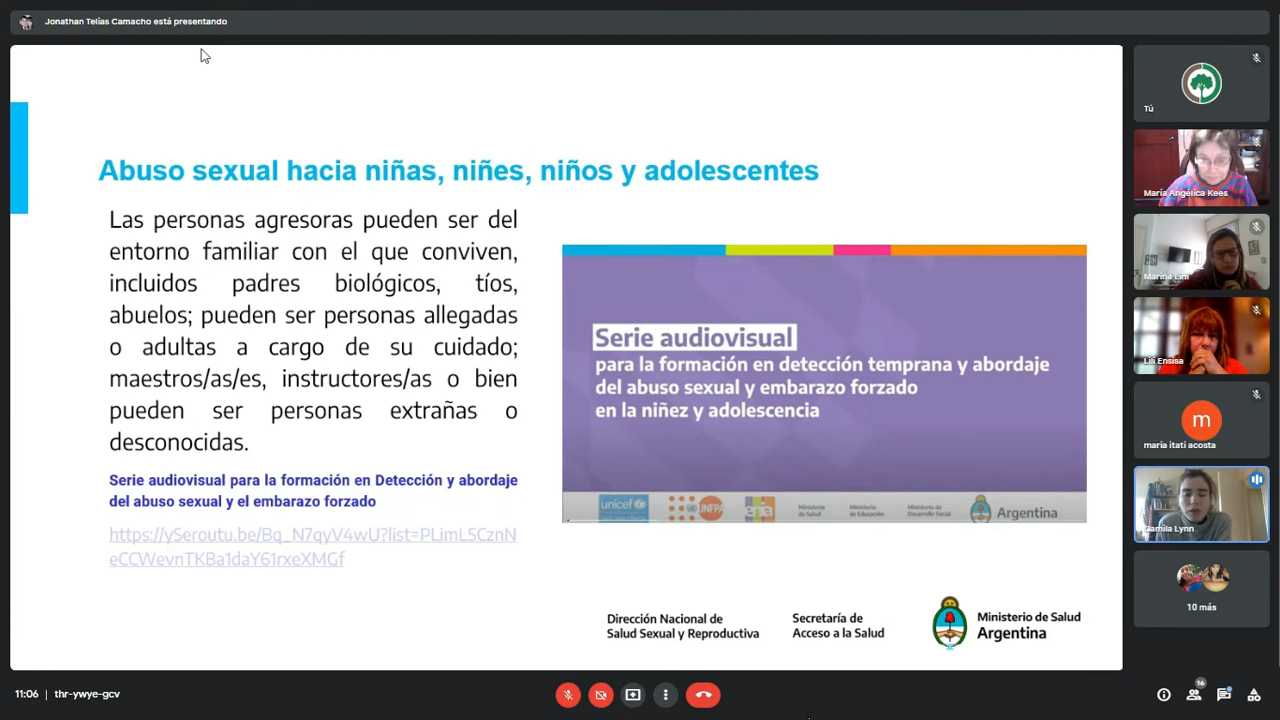 Jonathan Telías Camacho está presentando
Abuso sexual hacia niñas, niñes, niños y adolescentes
Las personas agresoras pueden ser del
entorno familiar con el que conviven,
incluidos padres biológicos, tíos,
abuelos; pueden ser personas allegadas
o adultas a cargo de su cuidado;
maestros/as/es, instructores/as o bien
pueden ser personas extrañas o
desconocidas.
Serie audiovisual para la formación en Detección y abordaje
del abuso sexual y el embarazo forzado
https://ySeroutu.be/Bq_N7qyV4wU?list=PLimL5CznN
eCCWevnTKBa1daY61rxeXMGf
Serie audiovisual
para la formación en detección temprana y abordaje
del abuso sexual y embarazo forzado
en la niñez y adolescencia
unicef
UNFPA
enia
Ministerio
de Salud
Ministerio
de Educación
Ministerio de
Desarrollo Social
Argentina
Dirección Nacional de
Salud Sexual y Reproductiva
Secretaría de
Acceso a la Salud
Ministerio de Salud
Argentina
Tú
María Angélica Kees
Marina Lim
Lili Ensisa
m
maria itati acosta
Camila Lynn
10 más
11:06 | thr-ywye-gcv
16